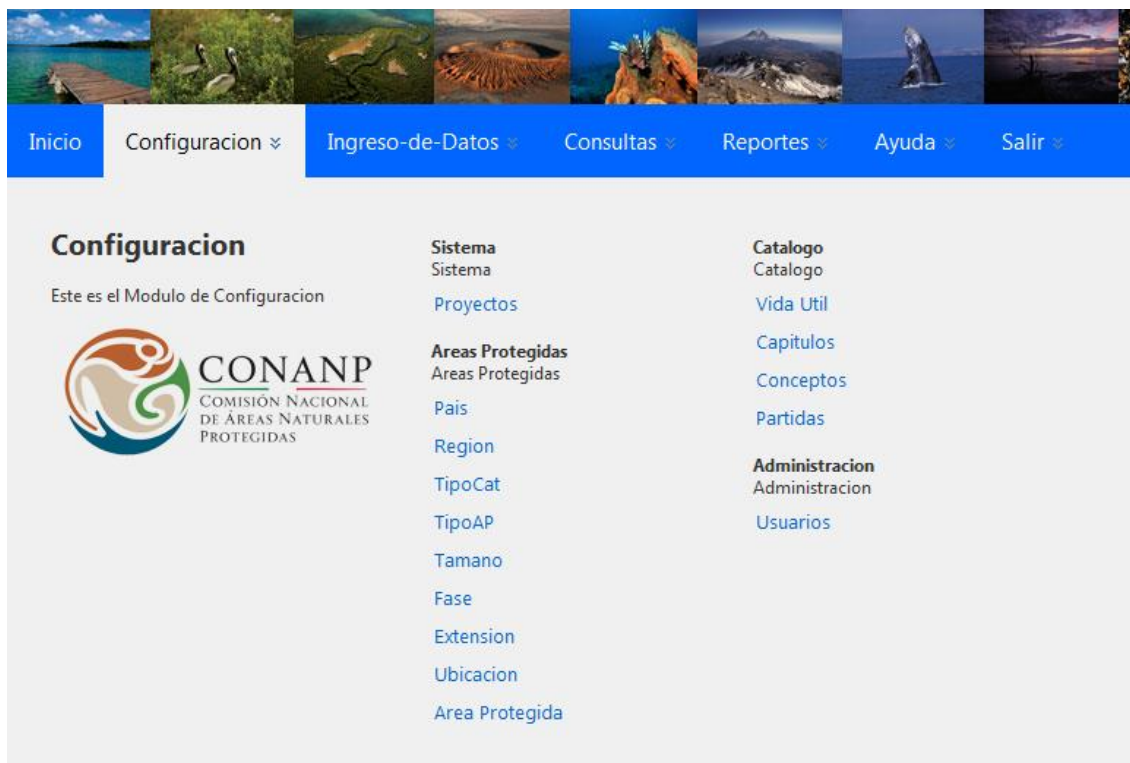 Inicio
Configuracion
Ingreso-de-Datos
Consultas
Reportes
Ayuda
Salir
Configuracion
Este es el Modulo de Configuracion
CONANP
COMISIÓN NACIONAL
DE ÁREAS NATURALES
PROTEGIDAS
Sistema
Sistema
Proyectos
Areas Protegidas
Areas Protegidas
Pais
Region
TipoCat
TipoAP
Tamano
Fase
Extension
Ubicacion
Area Protegida
Catalogo
Catalogo
Vida Util
Capitulos
Conceptos
Partidas
Administracion
Administracion
Usuarios